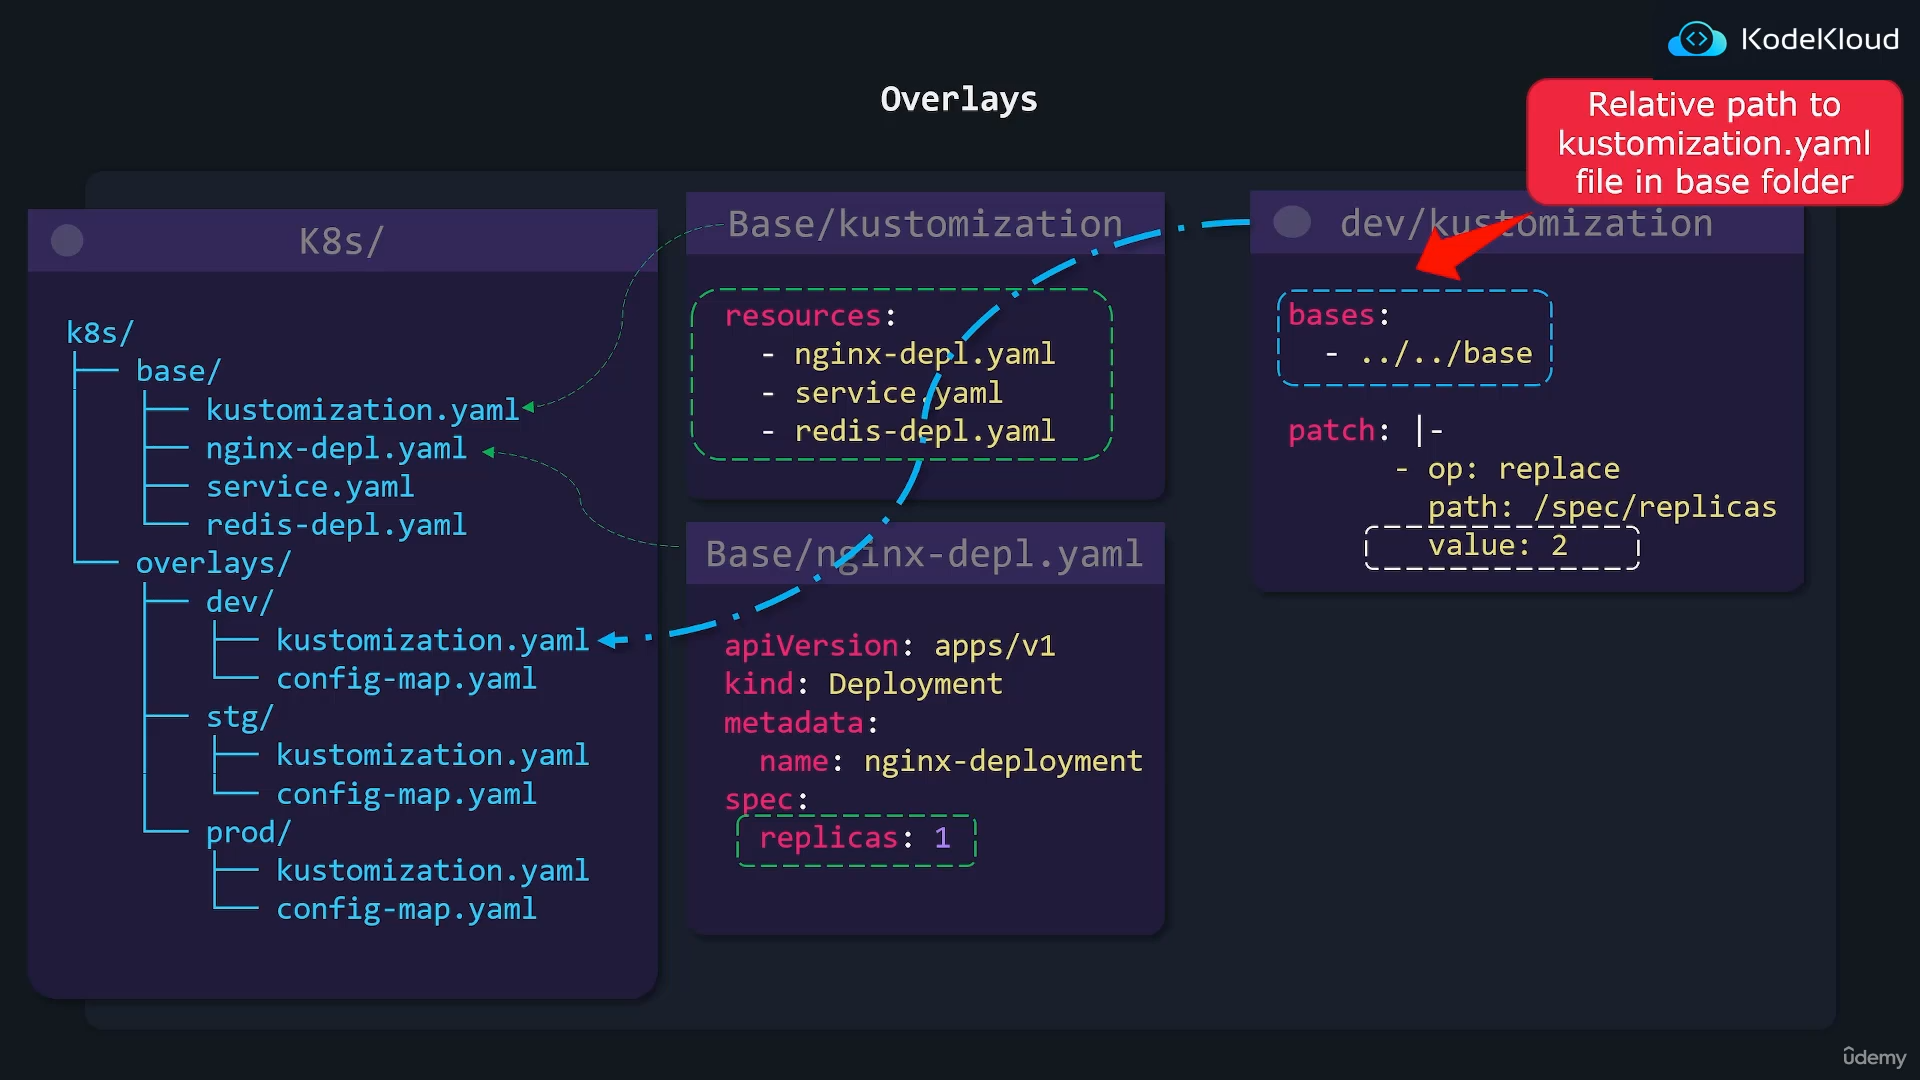 KodeKloud
Overlays
Relative path to
kustomization.yaml
file in base folder
K8s/
k8s/
base/
kustomization.yaml
nginx-depl.yaml
service.yaml
redis-depl.yaml
overlays/
dev/
kustomization.yaml
config-map.yaml
stg/
kustomization.yaml
config-map.yaml
prod/
kustomization.yaml
config-map.yaml
Base/kustomization
resources:
- nginx-depl.yaml
- service.yaml
- redis-depl.yaml
Base/nginx-depl.yaml
apiVersion: apps/v1
kind: Deployment
metadata:
name: nginx-deployment
spec:
replicas: 1
dev/kustomization
bases:
- ../../base
patch: |-
- op: replace
path: /spec/replicas
value: 2
ûdemy